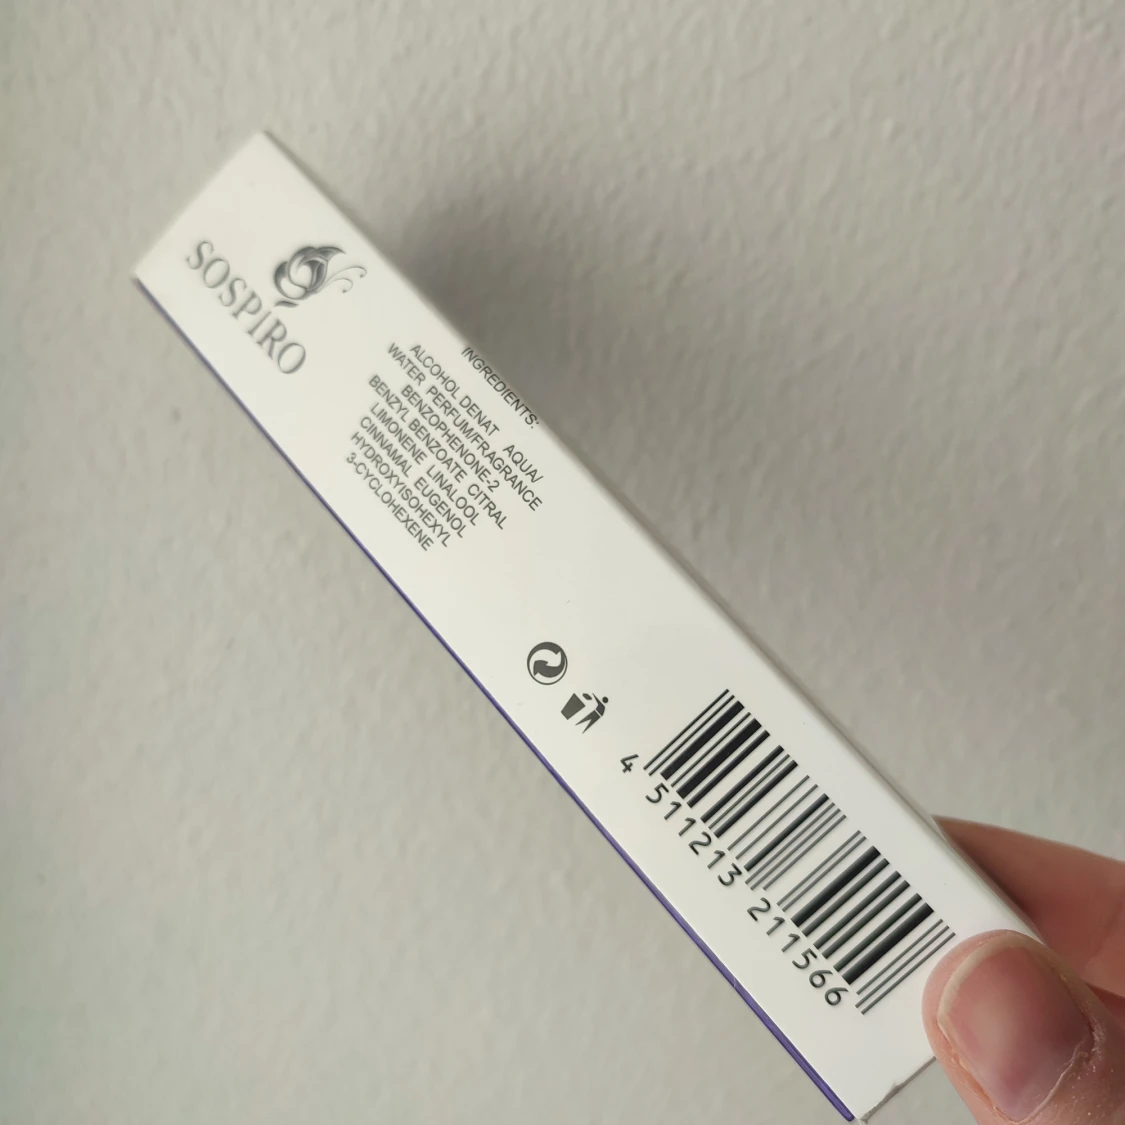 SOSPIRO
INGREDIENTS:
ALCOHOL DENAT AQUA/
WATER PERFUM/FRAGRANCE
BENZOPHENONE-2
BENZYL BENZOATE CITRAL
LIMONENE LINALOOL
CINNAMAL EUGENOL
HYDROXYISOHEXYL
3-CYCLOHEXENE
4 511213 211566